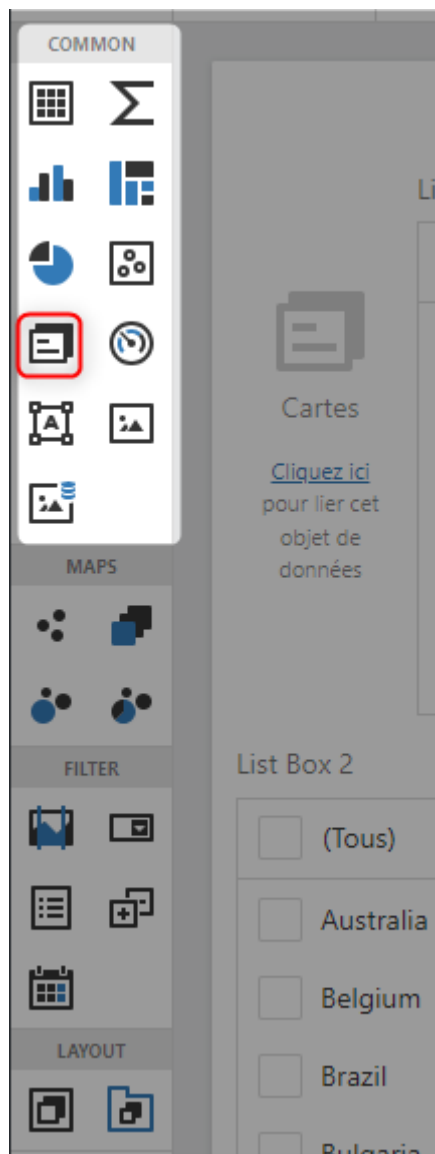 COMMON
Cartes
Cliquez ici
pour lier cet
objet de
données
MAPS
FILTER
List Box 2
(Tous)
Australia
Belgium
LAYOUT
Brazil